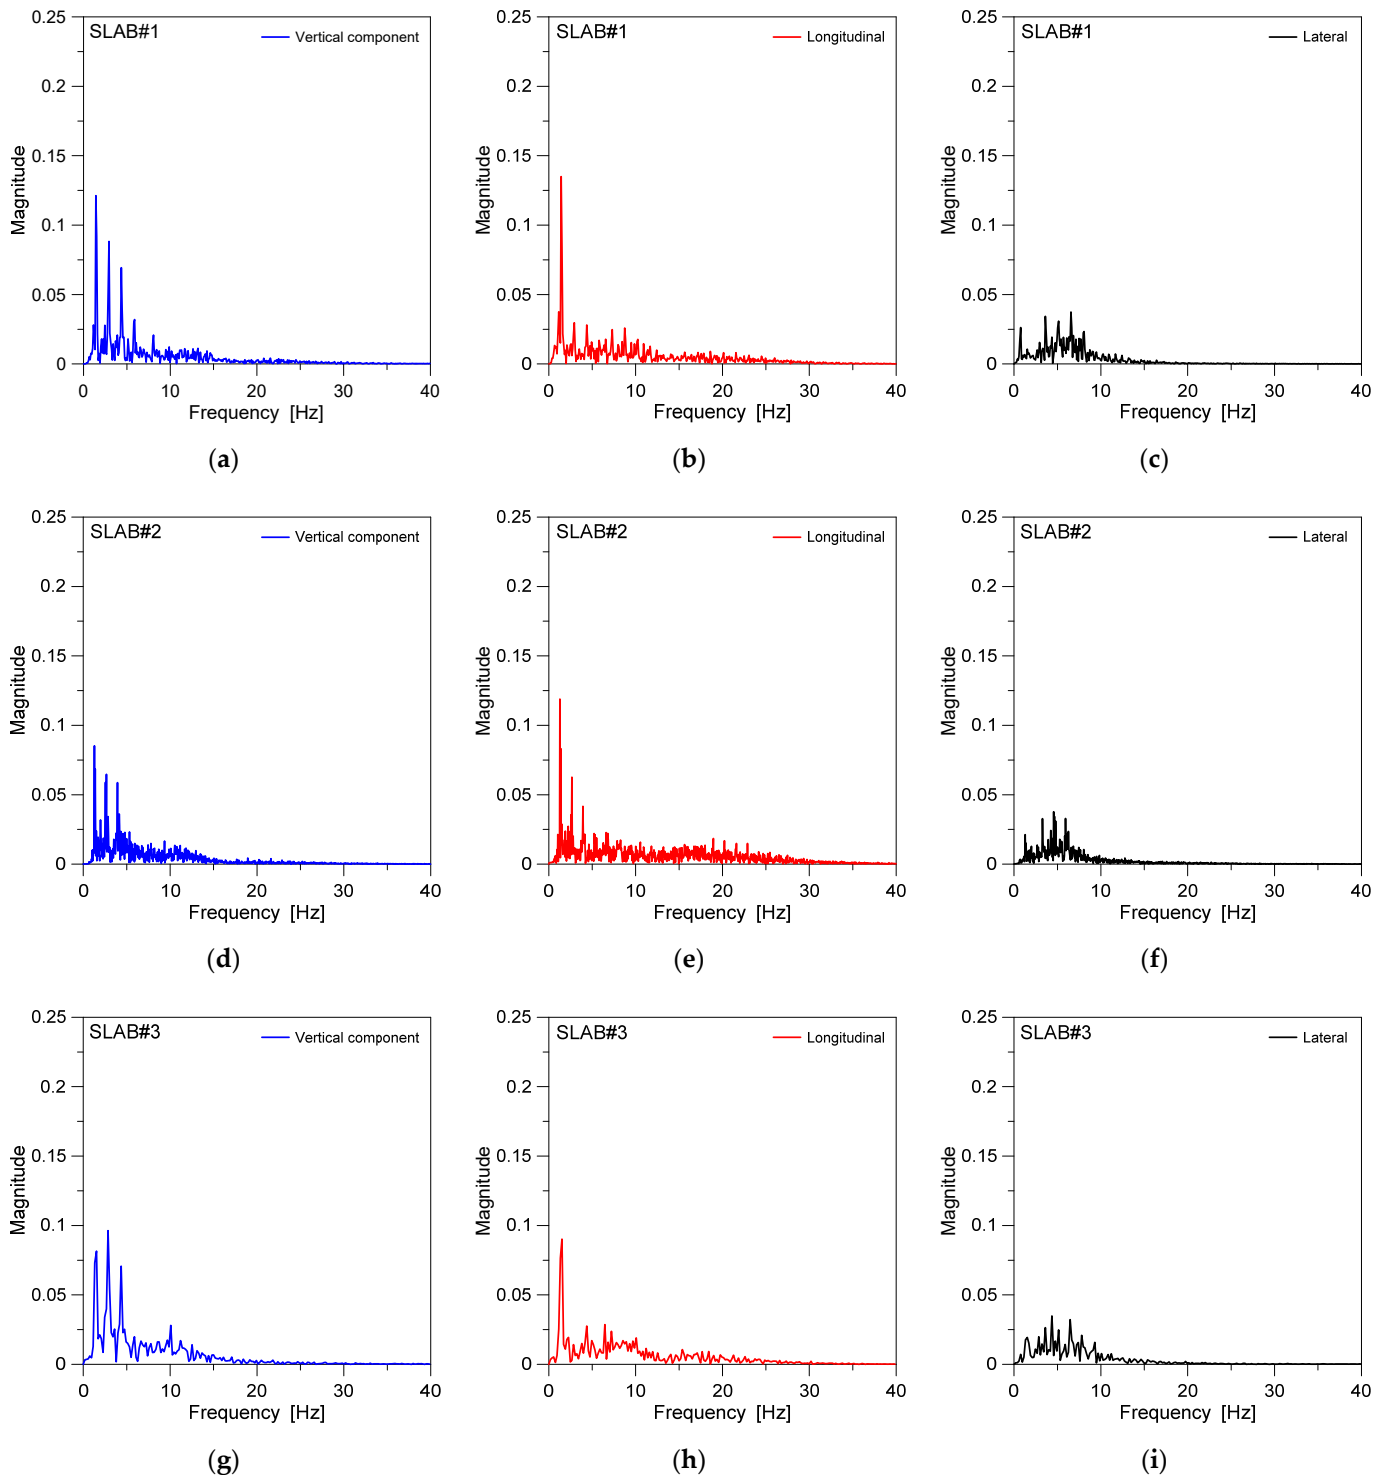 SLAB#1
Vertical component
0.25
0.2
0.15
0.1
0.05
0
Magnitude
0 10 20 30 40
Frequency [Hz]
(a)
SLAB#1
Longitudinal
0.25
0.2
0.15
0.1
0.05
0
Magnitude
0 10 20 30 40
Frequency [Hz]
(b)
SLAB#1
Lateral
0.25
0.2
0.15
0.1
0.05
0
Magnitude
0 10 20 30 40
Frequency [Hz]
(c)
SLAB#2
Vertical component
0.25
0.2
0.15
0.1
0.05
0
Magnitude
0 10 20 30 40
Frequency [Hz]
(d)
SLAB#2
Longitudinal
0.25
0.2
0.15
0.1
0.05
0
Magnitude
0 10 20 30 40
Frequency [Hz]
(e)
SLAB#2
Lateral
0.25
0.2
0.15
0.1
0.05
0
Magnitude
0 10 20 30 40
Frequency [Hz]
(f)
SLAB#3
Vertical component
0.25
0.2
0.15
0.1
0.05
0
Magnitude
0 10 20 30 40
Frequency [Hz]
(g)
SLAB#3
Longitudinal
0.25
0.2
0.15
0.1
0.05
0
Magnitude
0 10 20 30 40
Frequency [Hz]
(h)
SLAB#3
Lateral
0.25
0.2
0.15
0.1
0.05
0
Magnitude
0 10 20 30 40
Frequency [Hz]
(i)